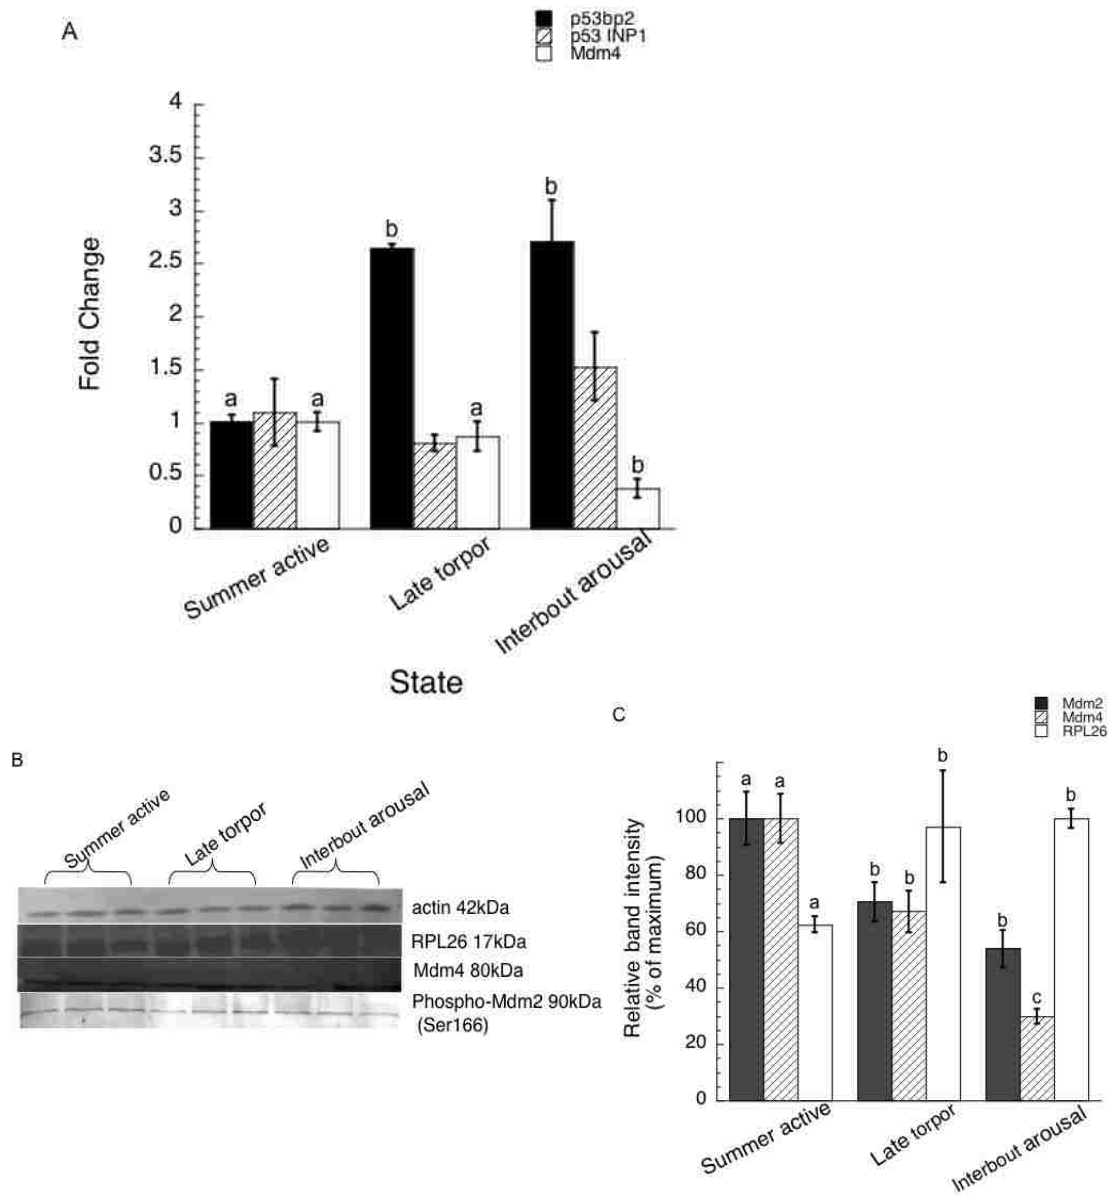 A
p53bp2
p53 INP1
Mdm4
4
3.5
3
2.5
2
1.5
1
0.5
0
Fold Change
a
a
b
a
b
b
Summer active
Late torpor
Interbout arousal
State
B
Summer active
Late torpor
Interbout arousal
actin 42kDa
RPL26 17kDa
Mdm4 80kDa
Phospho-Mdm2 90kDa
(Ser166)
C
Mdm2
Mdm4
RPL26
100
80
60
40
20
0
Relative band intensity
(% of maximum)
a
a
a
b
b
b
b
c
b
Summer active
Late torpor
Interbout arousal